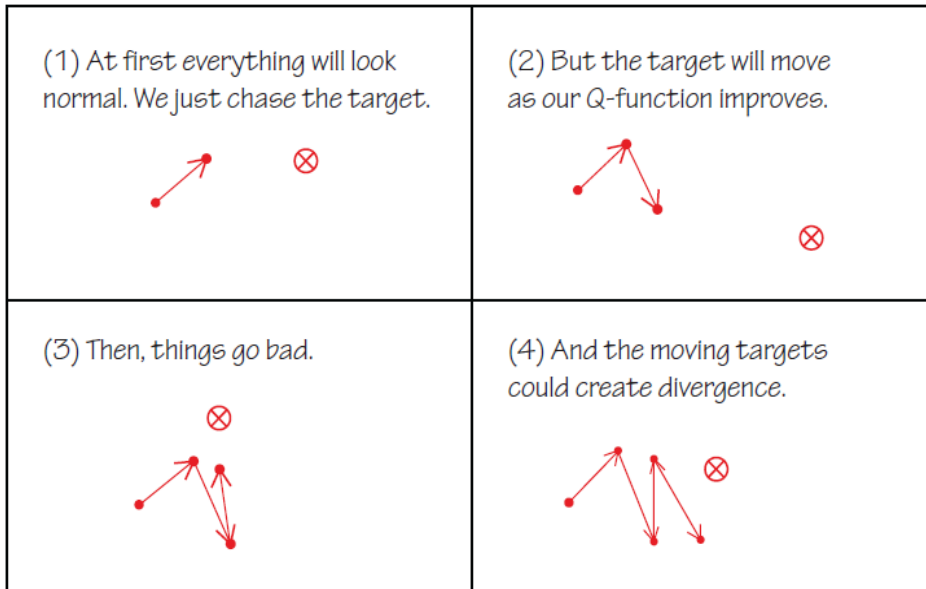 (1) At first everything will look
normal. We just chase the target.
(2) But the target will move
as our Q-function improves.
(3) Then, things go bad.
(4) And the moving targets
could create divergence.